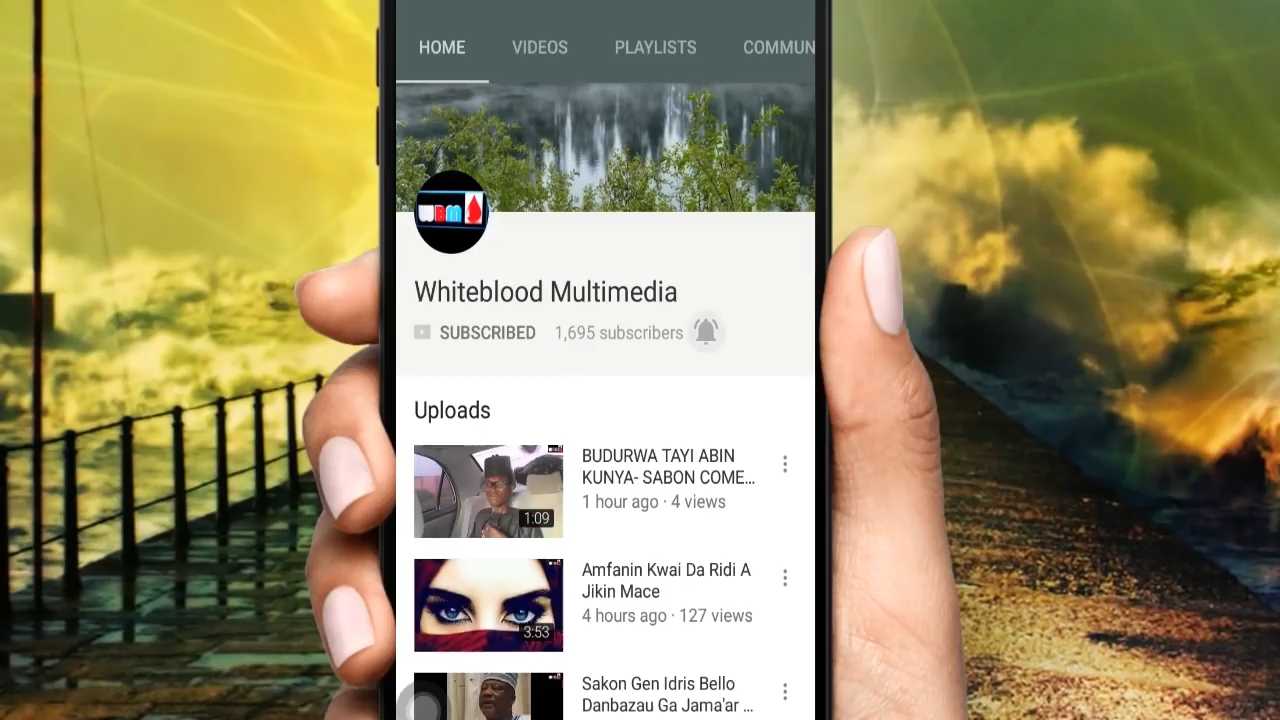 HOME VIDEOS PLAYLISTS COMMUN
WBM
Whiteblood Multimedia
SUBSCRIBED 1,695 subscribers
Uploads
BUDURWA TAYI ABIN
KUNYA- SABON COME...
1 hour ago · 4 views
1:09
Amfanin Kwai Da Ridi A
Jikin Mace
4 hours ago · 127 views
3:53
Sakon Gen Idris Bello
Danbazau Ga Jama'ar ...